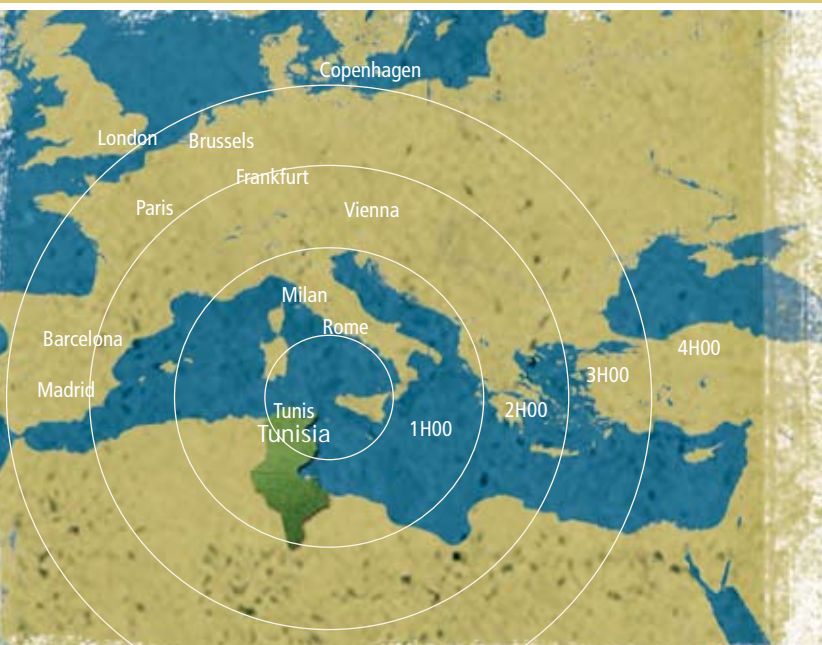 Copenhagen
London
Brussels
Frankfurt
Paris
Vienna
Milan
Rome
Barcelona
4H00
3H00
Madrid
Tunis
2H00
1H00
Tunisia